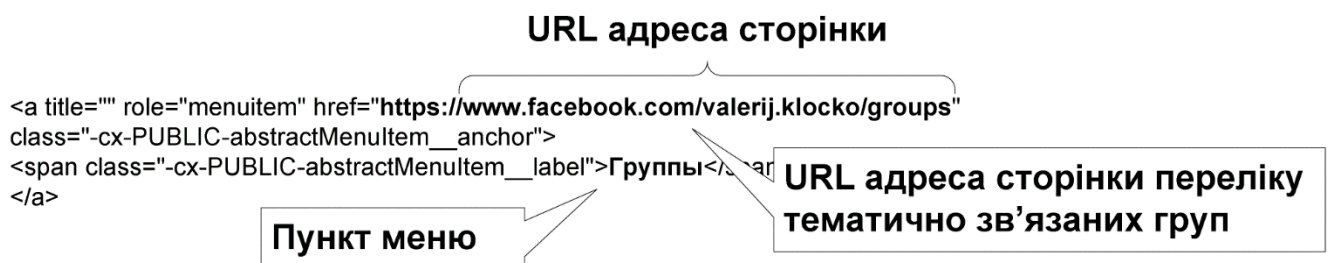 URL адреса сторінки
<a title="" role="menuitem" href="https://www.facebook.com/valerij.klocko/groups"
class="-cx-PUBLIC-abstractMenuItem__anchor">
<span class="-cx-PUBLIC-abstractMenuItem__label">Группы</span
</a>
URL адреса сторінки переліку
тематично зв’язаних груп
Пункт меню